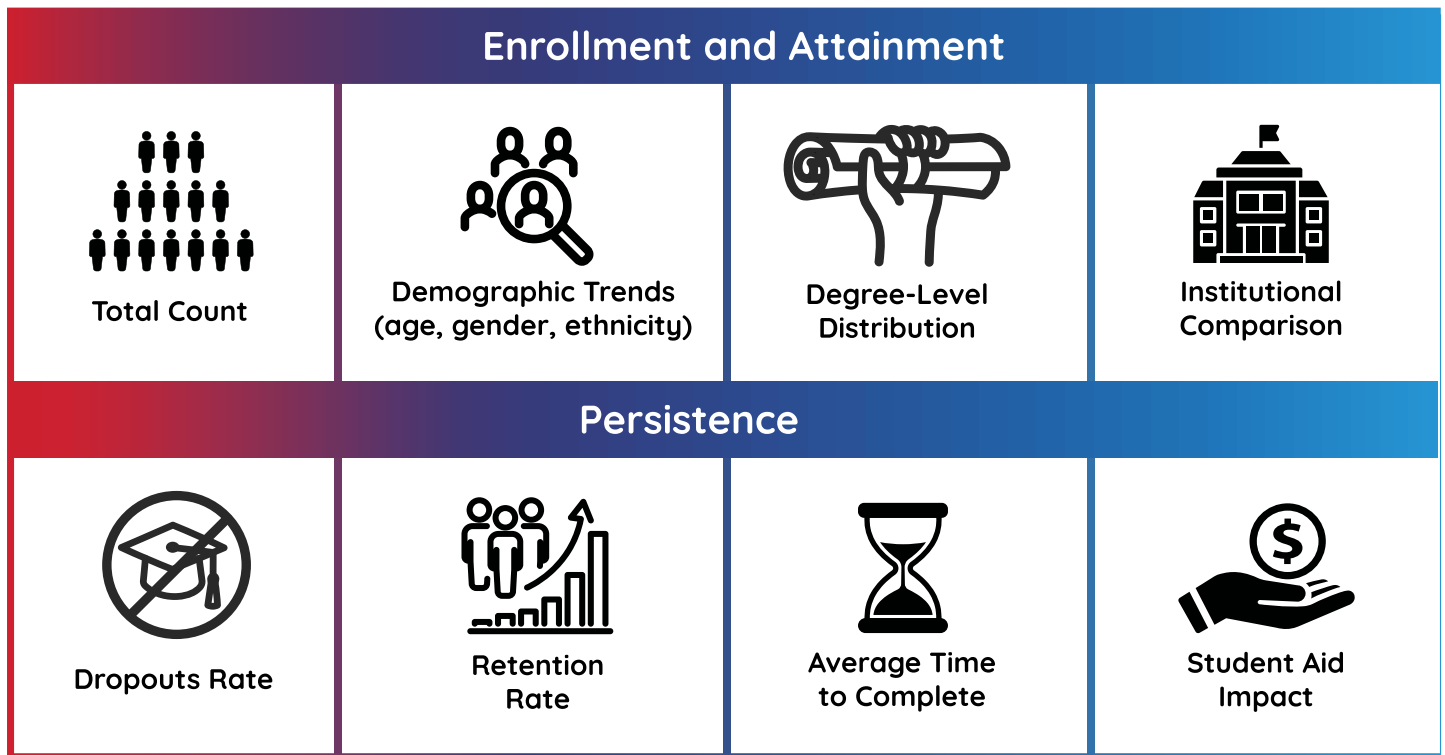 Enrollment and Attainment
Total Count
Demographic Trends
(age, gender, ethnicity)
Degree-Level
Distribution
Institutional
Comparison
Persistence
Dropouts Rate
Retention
Rate
Average Time
to Complete
$
Student Aid
Impact